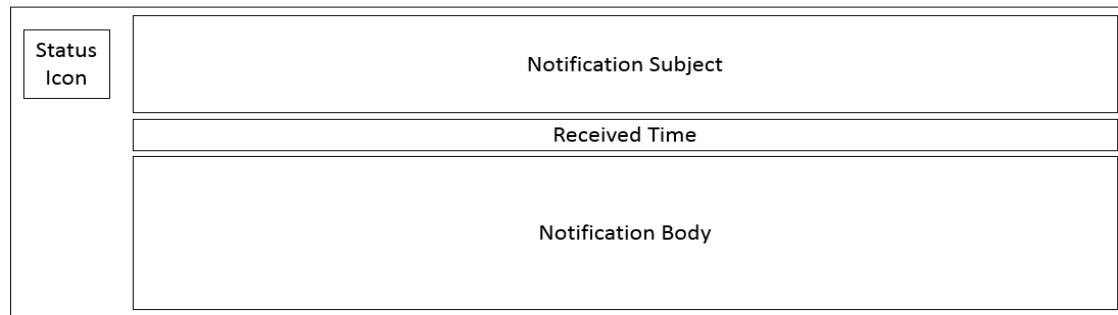 Status
Icon
Notification Subject
Received Time
Notification Body